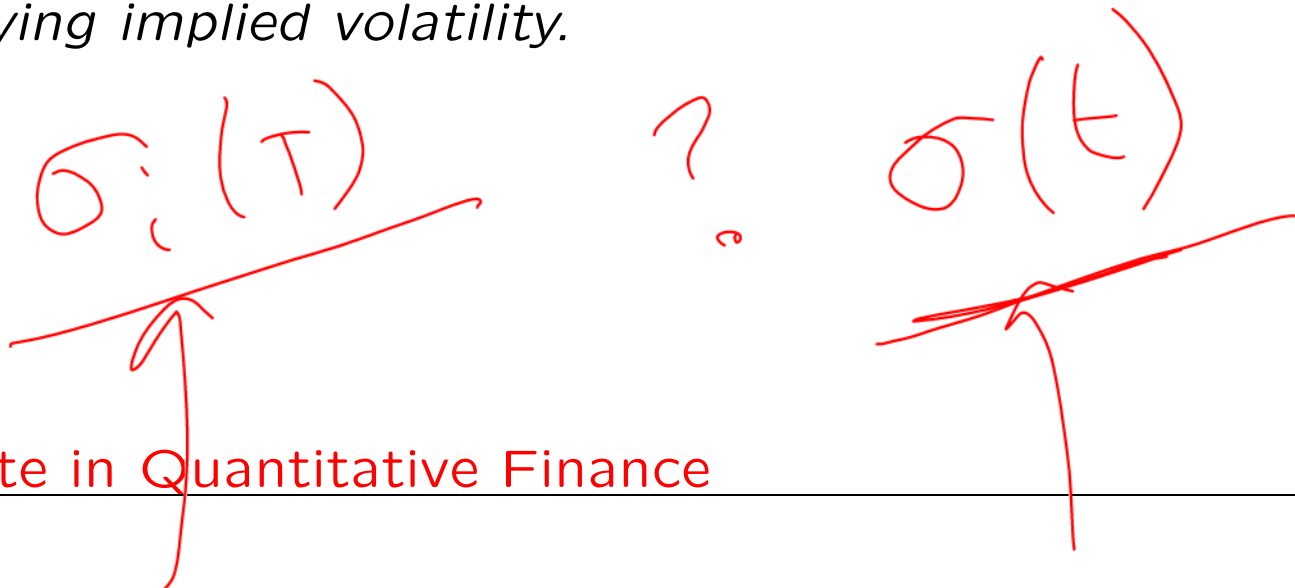 ying implied volatility.
σᵢ(T) ? σ(t)
te in Quantitative Finance